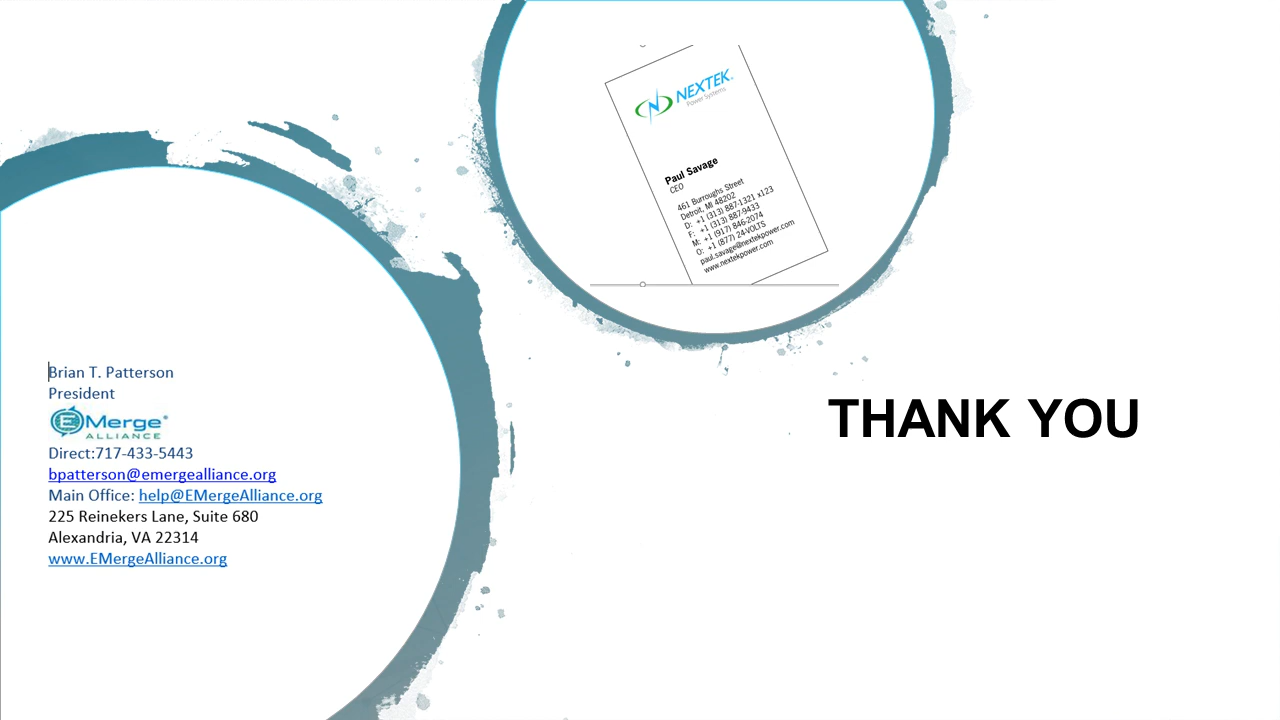 NEXTEK
Power Systems
Paul Savage
CEO
461 Burroughs Street
Detroit, MI 48202
D: +1 (313) 887-1321 x123
F: +1 (313) 887-9433
M: +1 (917) 846-2074
O: +1 (877) 24-VOLTS
paul.savage@nextekpower.com
www.nextekpower.com
Brian T. Patterson
President
EMerge®
ALLIANCE
Direct:717-433-5443
bpatterson@emergealliance.org
Main Office: help@EMergeAlliance.org
225 Reinekers Lane, Suite 680
Alexandria, VA 22314
www.EMergeAlliance.org
THANK YOU